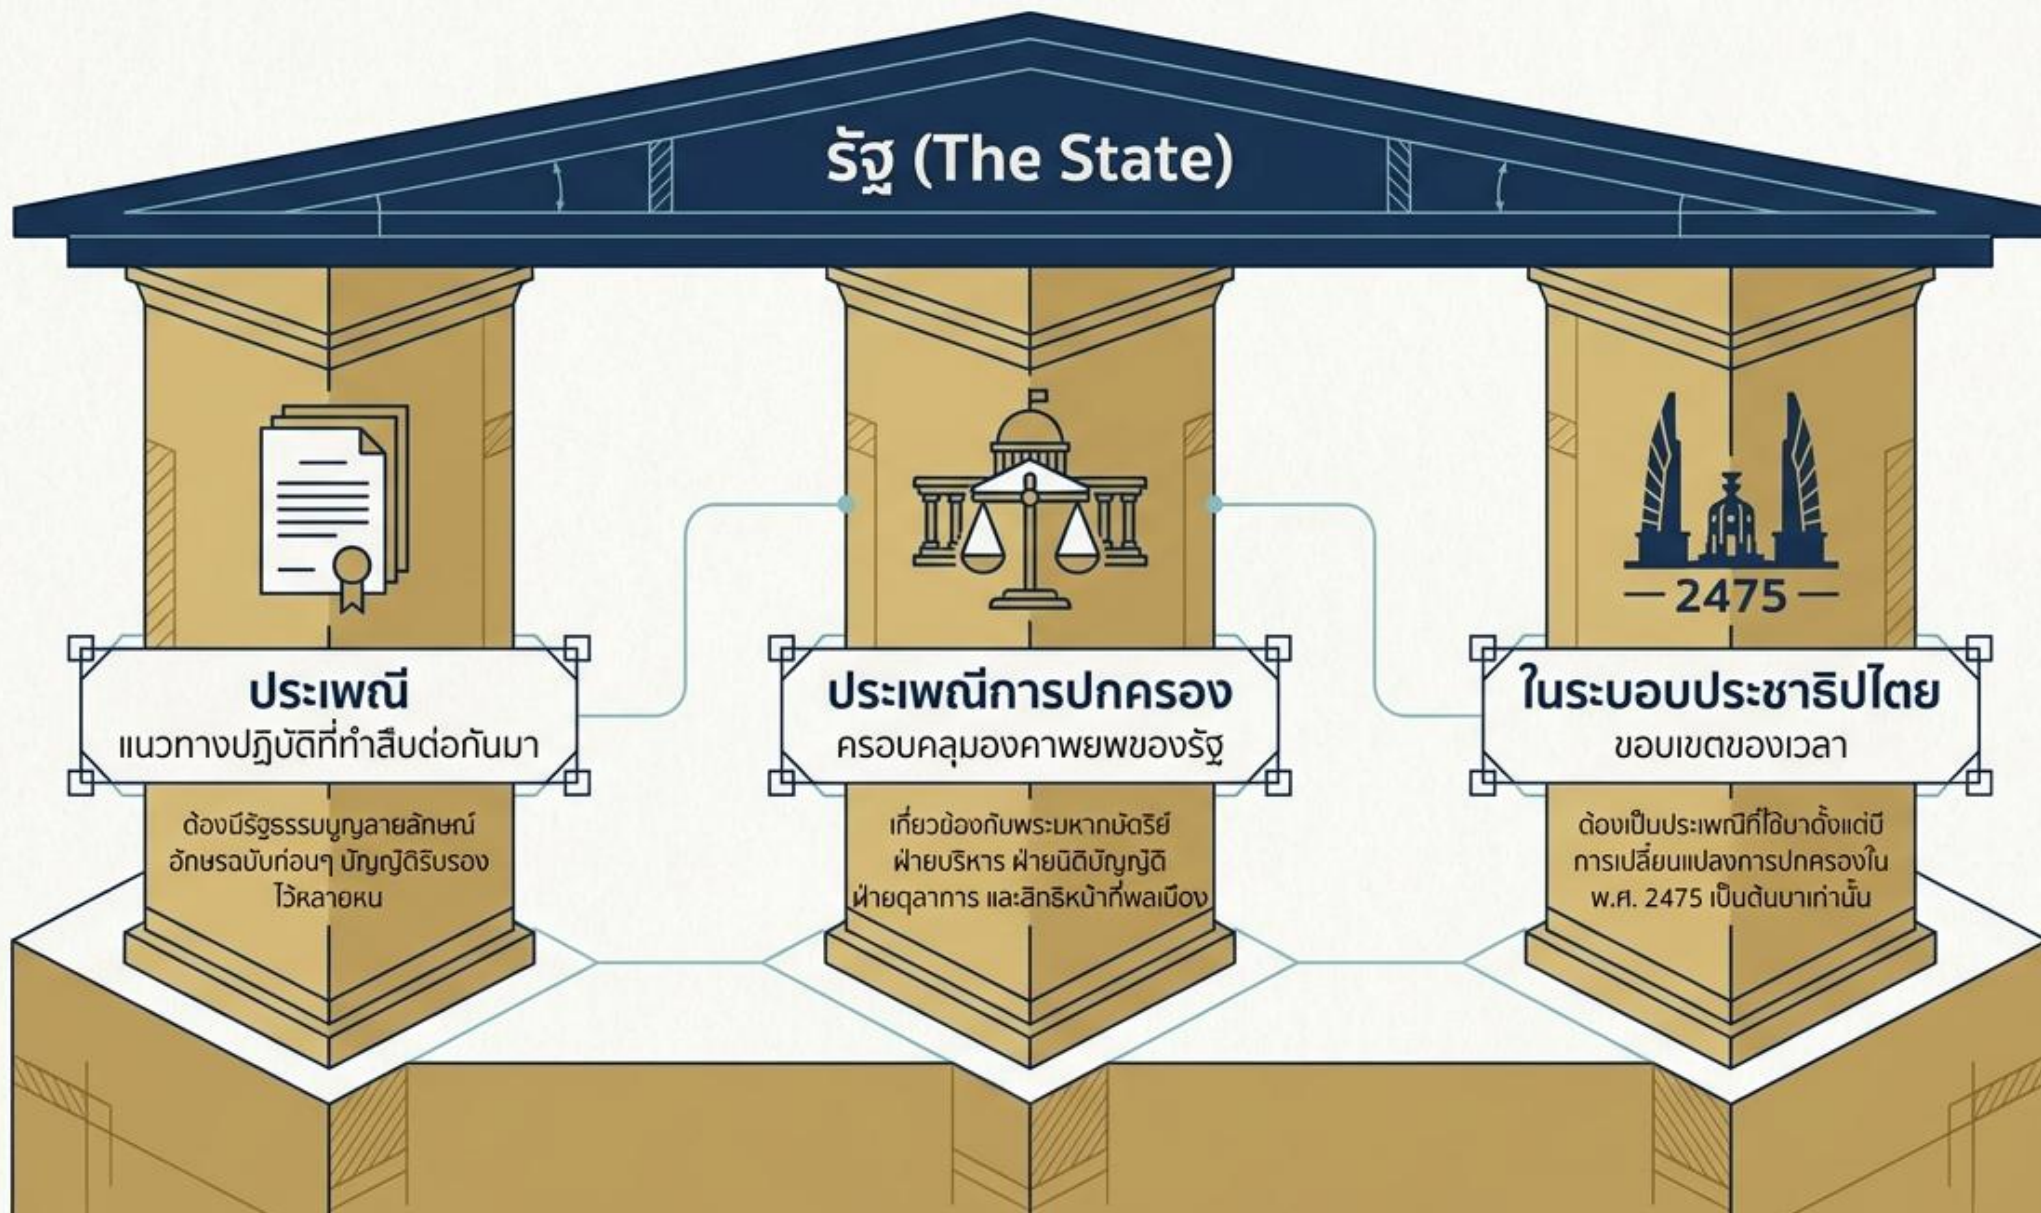 รัฐ (The State)
2475
ประเพณี
แนวทางปฏิบัติที่ทำสืบต่อกันมา
ต้องมีรัฐธรรมนูญลายลักษณ์
อักษรฉบับก่อนๆ บัญญัติรับรอง
ไว้หลายหน
ประเพณีการปกครอง
ครอบคลุมองคาพยพของรัฐ
เกี่ยวข้องกับพระมหากษัตริย์
ฝ่ายบริหาร ฝ่ายนิติบัญญัติ
ฝ่ายตุลาการ และสิทธิหน้าที่พลเมือง
ในระบอบประชาธิปไตย
ขอบเขตของเวลา
ต้องเป็นประเพณีที่ใช้มาตั้งแต่มี
การเปลี่ยนแปลงการปกครองใน
พ.ศ. 2475 เป็นต้นมาเท่านั้น